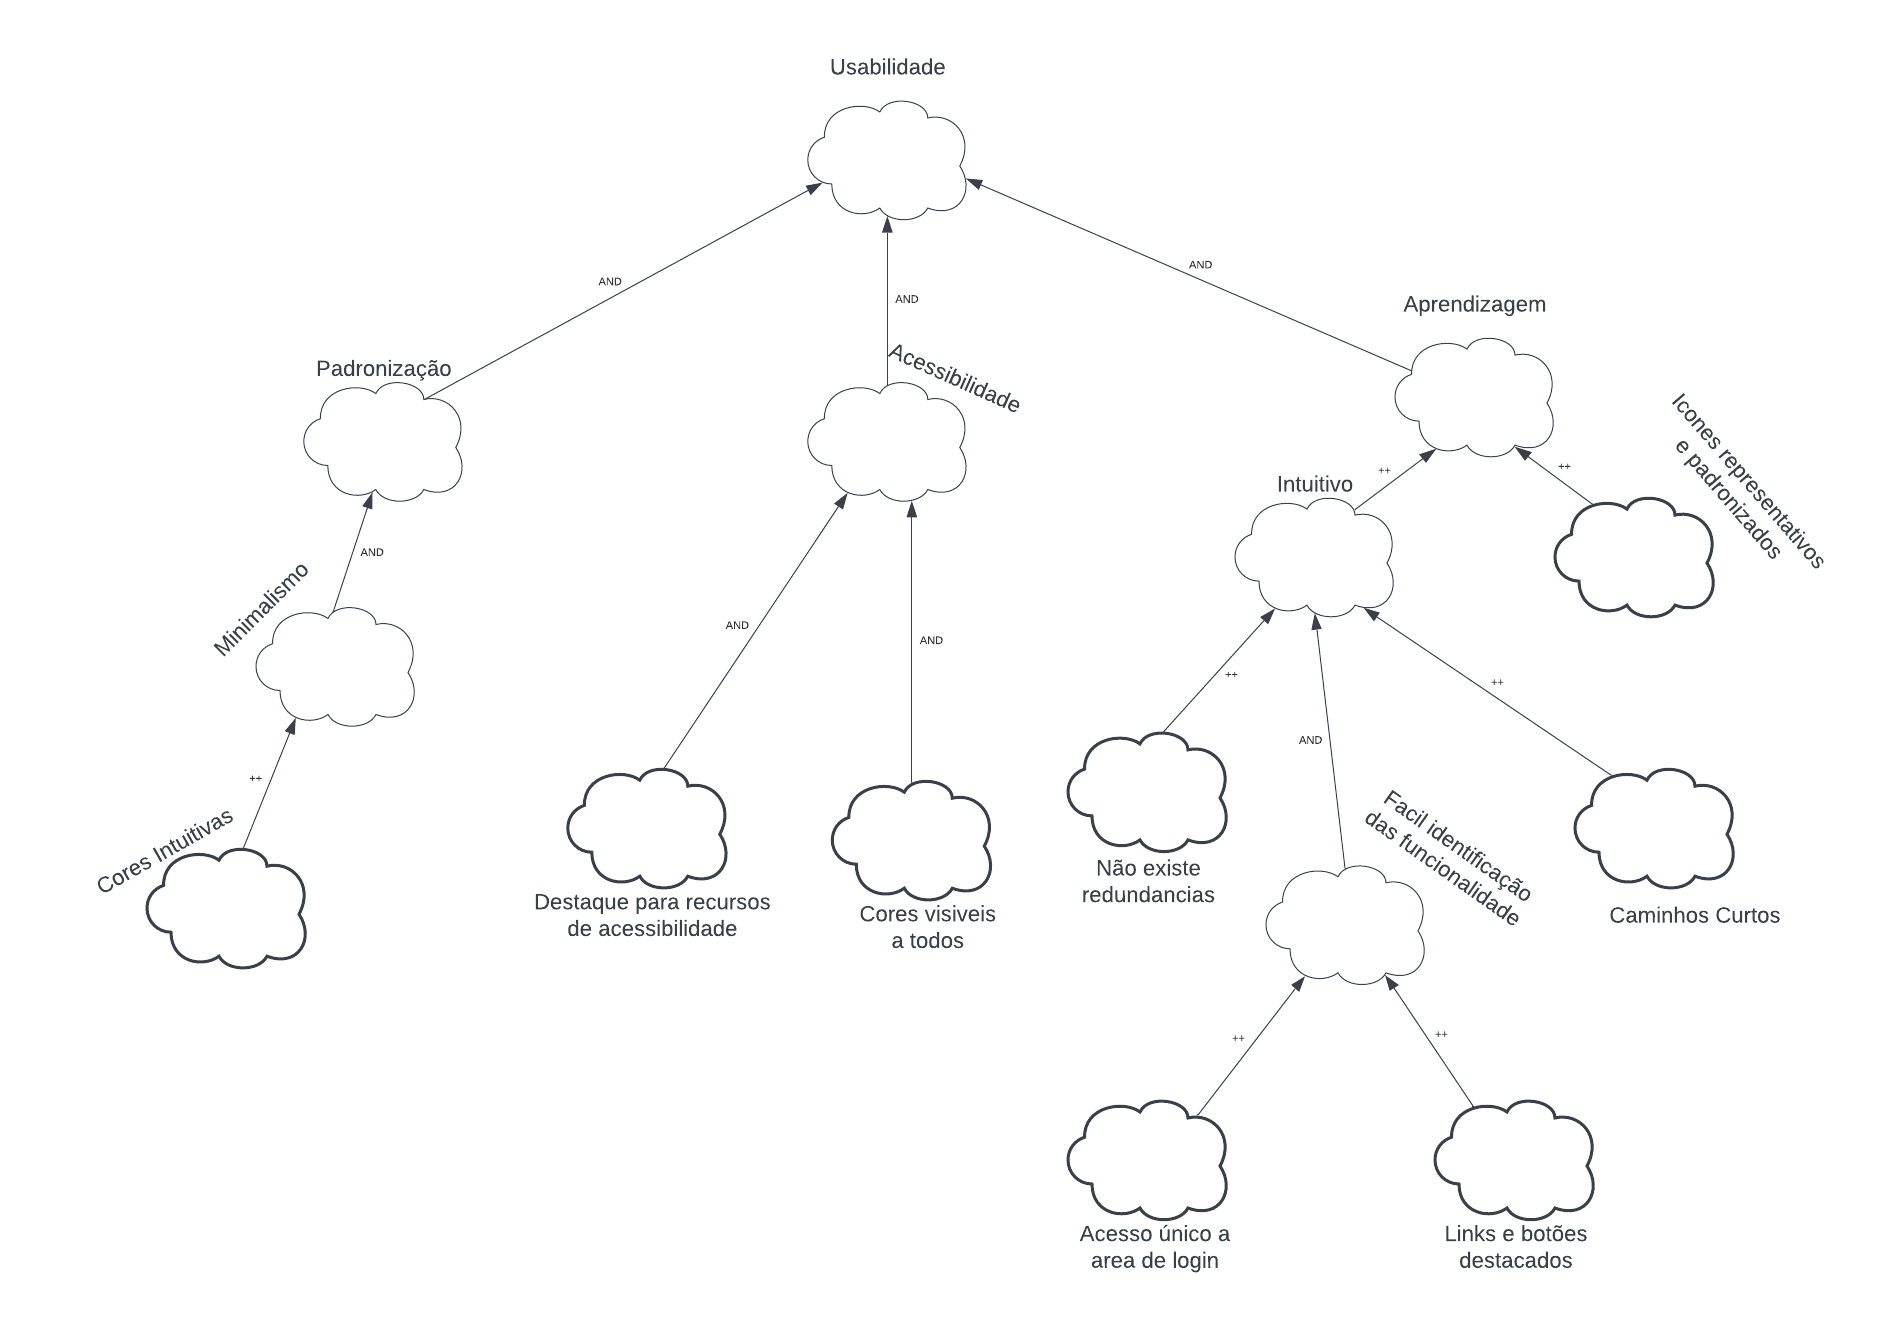 Usabilidade
AND
AND
AND
Aprendizagem
Acessibilidade
Padronização
Icones representativos
e padronizados
++
++
Intuitivo
AND
Minimalismo
AND
AND
++
++
AND
++
Cores Intuitivas
Facil identificação
das funcionalidade
Não existe
redundancias
Destaque para recursos
de acessibilidade
Cores visiveis
a todos
Caminhos Curtos
++
++
Acesso único a
area de login
Links e botões
destacados